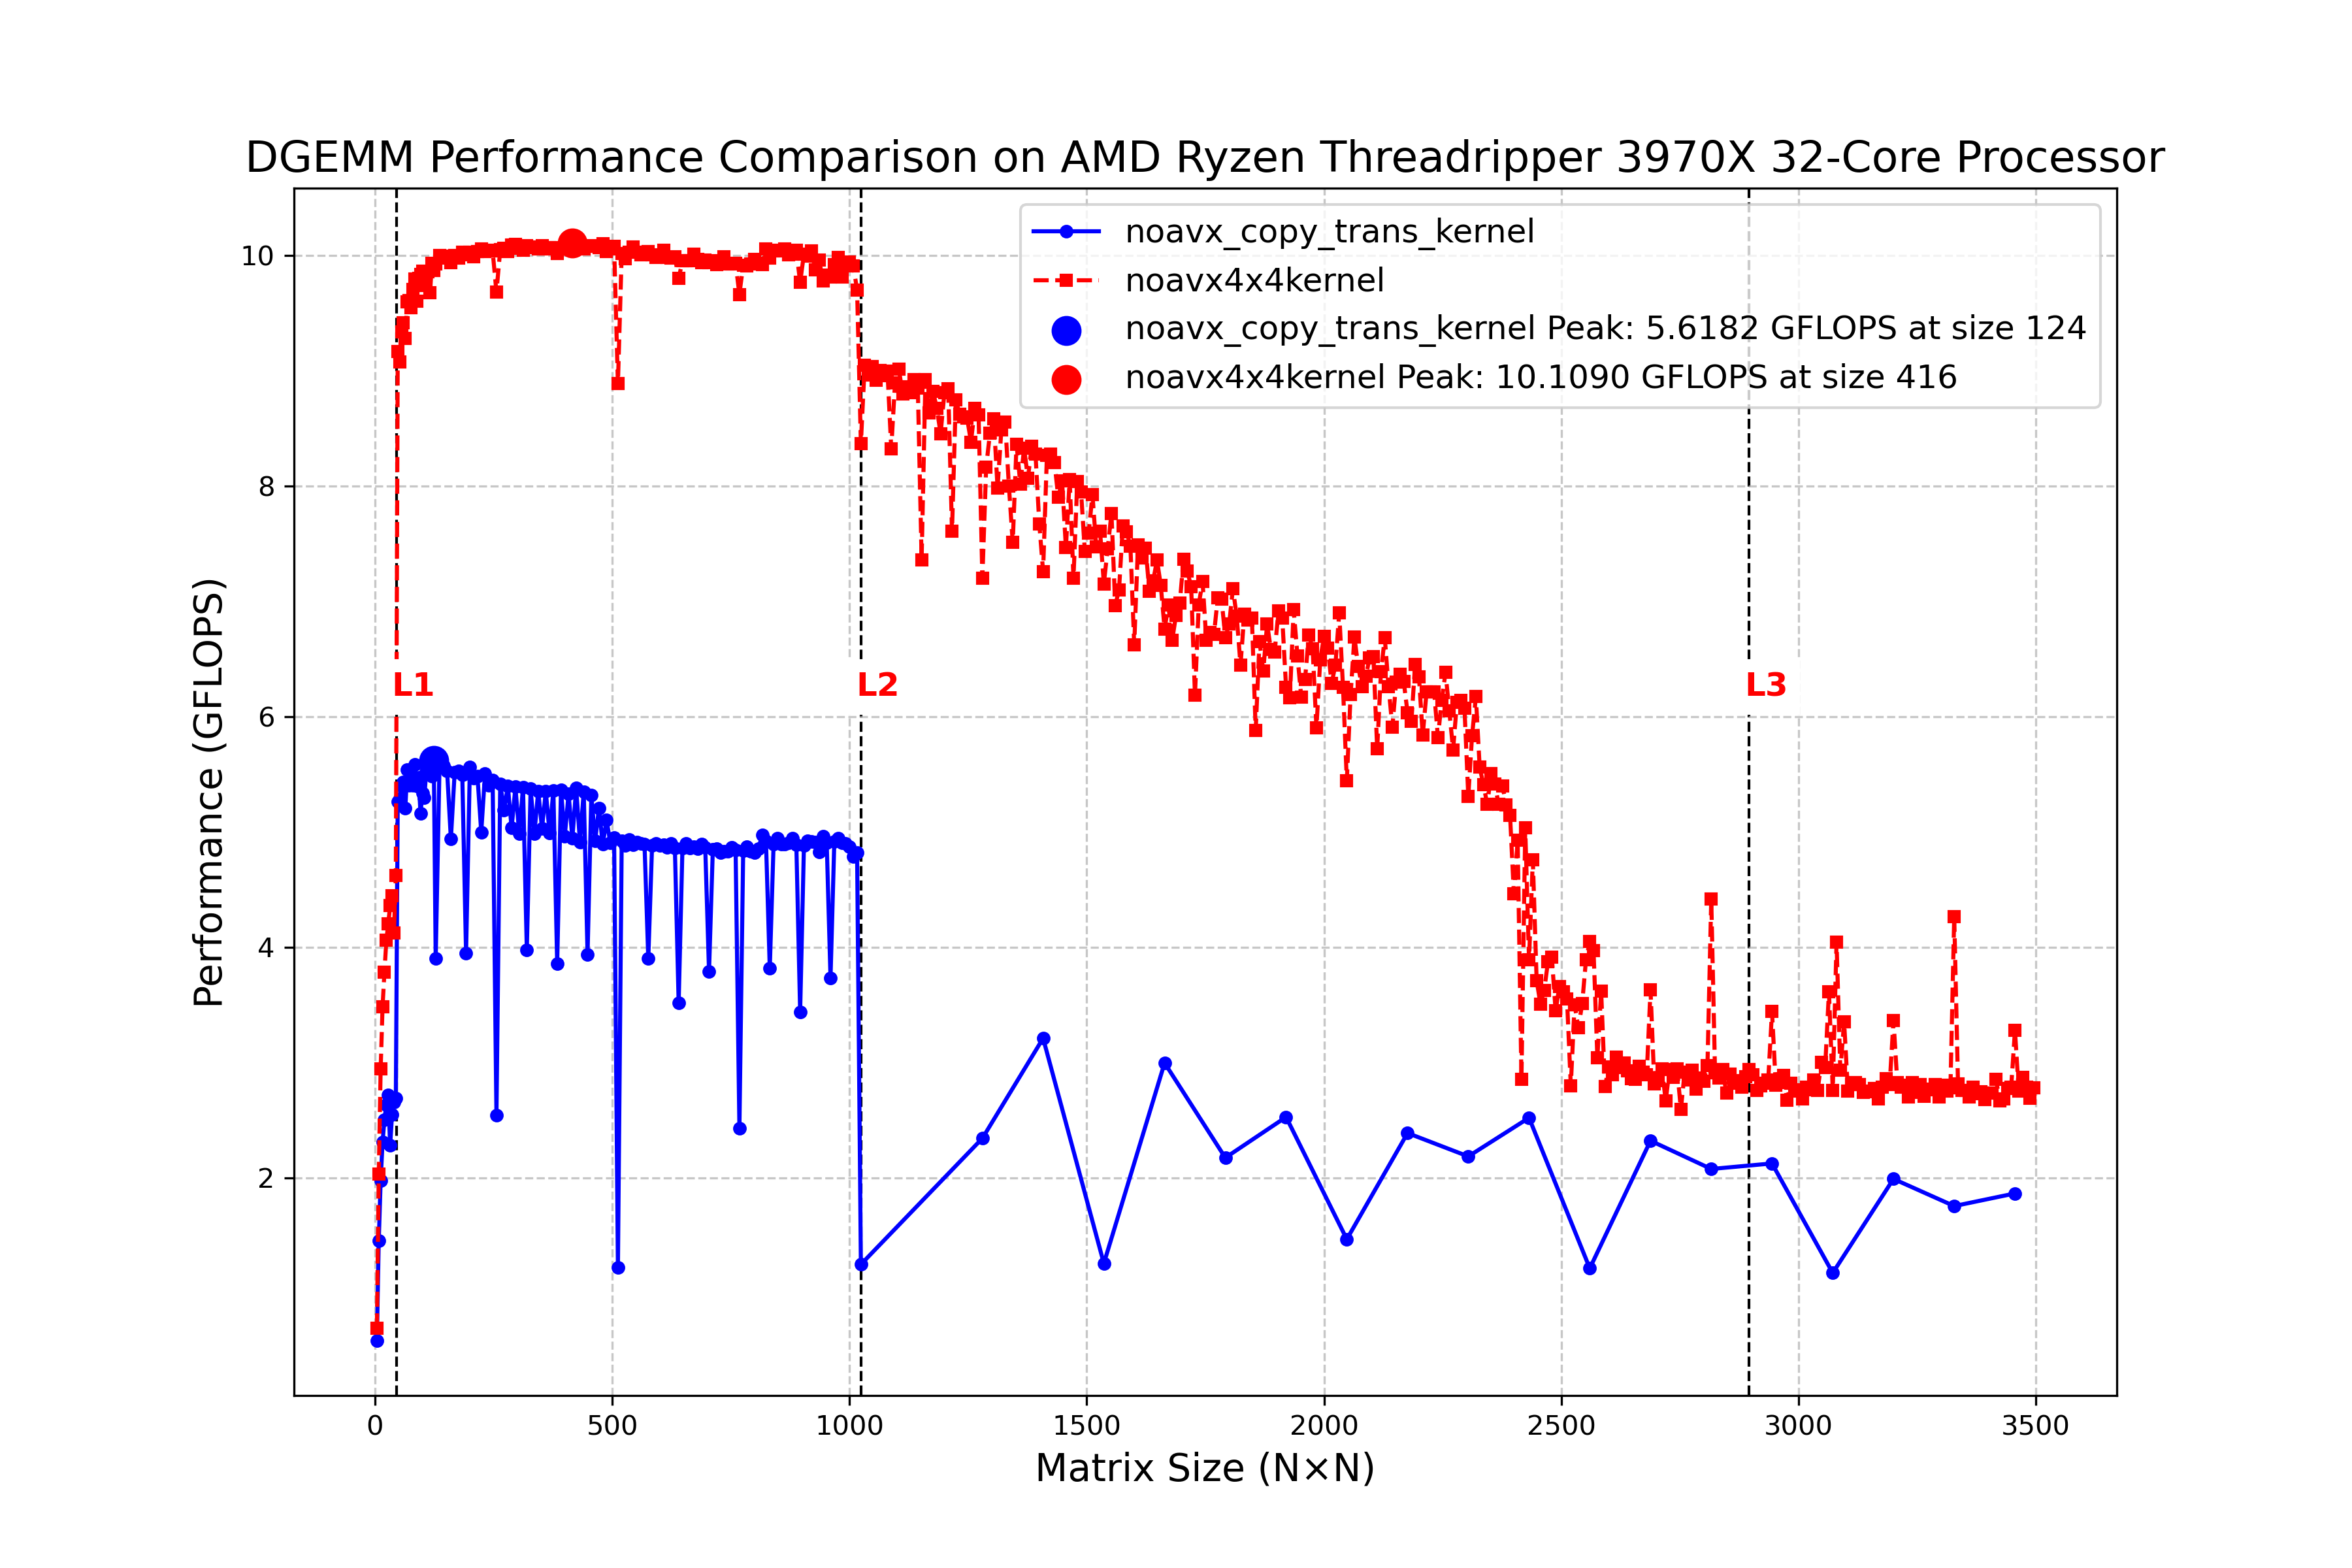 DGEMM Performance Comparison on AMD Ryzen Threadripper 3970X 32-Core Processor
noavx_copy_trans_kernel
noavx4x4kernel
noavx_copy_trans_kernel Peak: 5.6182 GFLOPS at size 124
noavx4x4kernel Peak: 10.1090 GFLOPS at size 416
Performance (GFLOPS)
10
8
6
4
2
L1
L2
L3
0
500
1000
1500
2000
2500
3000
3500
Matrix Size (N×N)